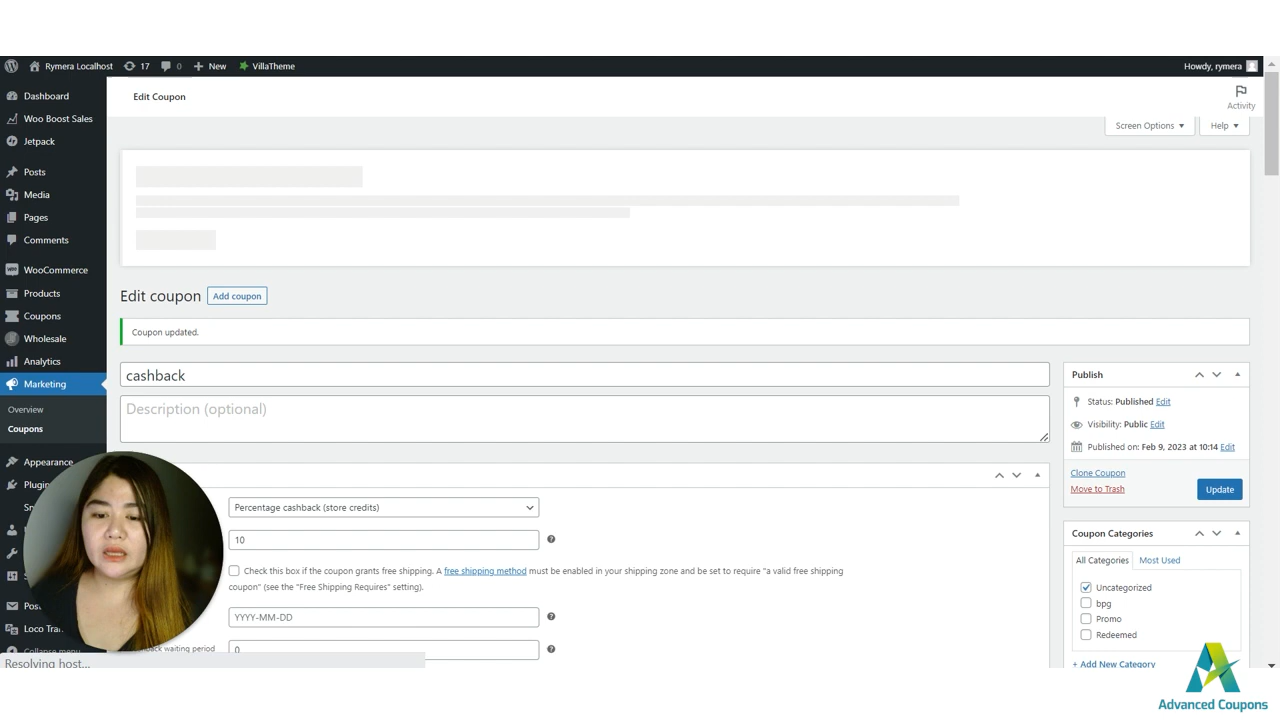 Rymera Localhost 17 0 New VillaTheme Howdy, rymera
Dashboard
Woo Boost Sales
Jetpack
Posts
Media
Pages
Comments
WooCommerce
Products
Coupons
Wholesale
Analytics
Marketing
Overview
Coupons
Appearance
Loco
Collapse menu
Resolving host...
Edit Coupon
Activity
Screen Options
Help
Edit coupon Add coupon
Coupon updated.
cashback
Description (optional)
Percentage cashback (store credits)
10
Check this box if the coupon grants free shipping. A free shipping method must be enabled in your shipping zone and be set to require "a valid free shipping
coupon" (see the "Free Shipping Requires" setting).
YYYY-MM-DD
waiting period 0
Publish
Status: Published Edit
Visibility: Public Edit
Published on: Feb 9, 2023 at 10:14 Edit
Clone Coupon
Move to Trash
Update
Coupon Categories
All Categories Most Used
Uncategorized
bpg
Promo
Redeemed
+ Add New Category
Advanced Coupons